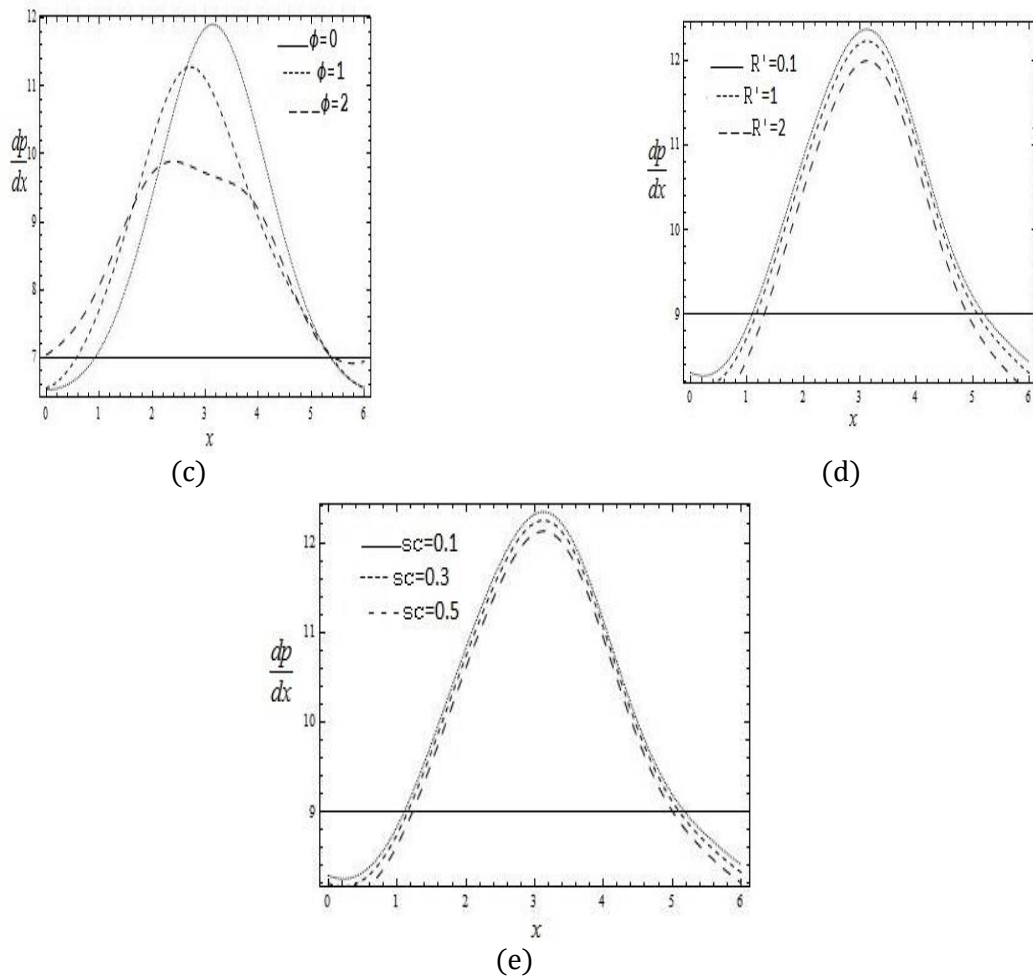 12
11
10
9
8
7
dp
dx
ϕ=0
ϕ=1
ϕ=2
0 1 2 3 4 5 6
x
(c)
12
11
10
9
dp
dx
R'=0.1
R'=1
R'=2
0 1 2 3 4 5 6
x
(d)
12
11
10
9
dp
dx
sc=0.1
sc=0.3
sc=0.5
0 1 2 3 4 5 6
x
(e)